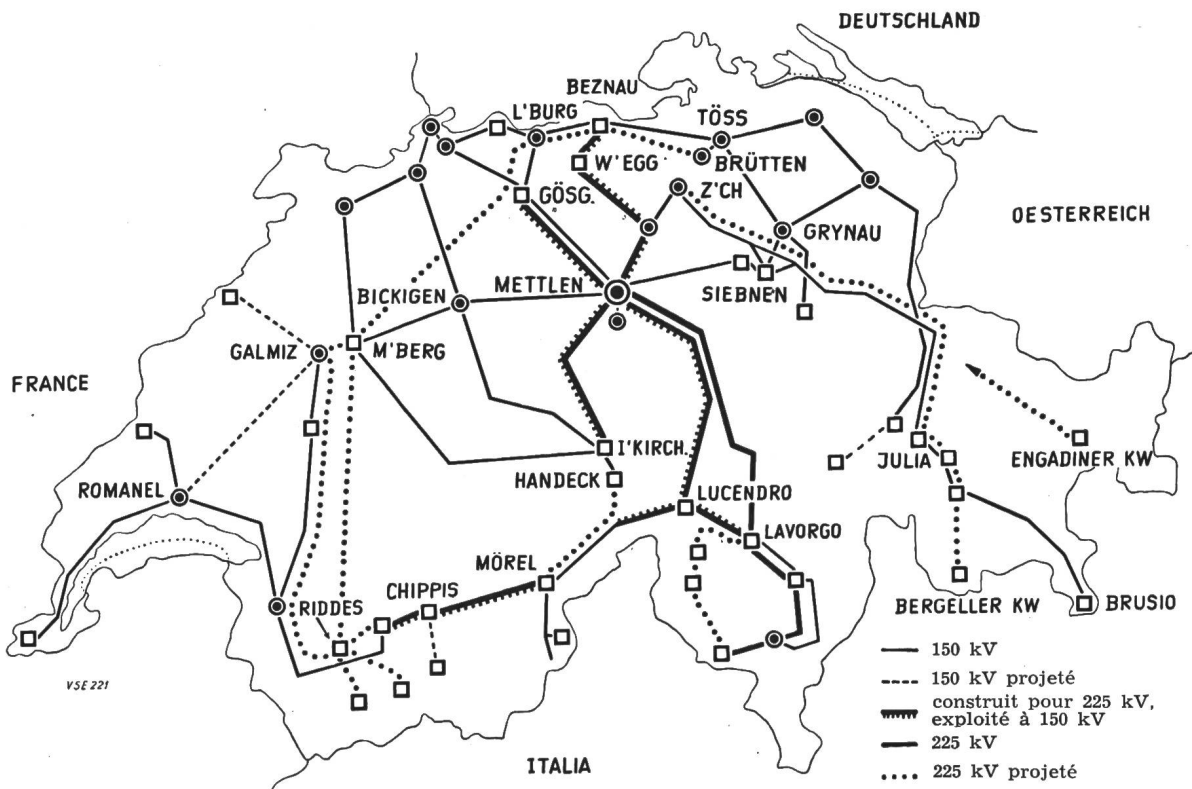 DEUTSCHLAND
BEZNAU
L'BURG
TÖSS
W'EGG
BRÜTTEN
Z'CH
GÖSG.
OESTERREICH
GRYNAU
METTLEN
SIEBNEN
BICKIGEN
GALMIZ
M'BERG
FRANCE
I'KIRCH.
JULIA
ENGADINER KW
HANDECK
ROMANEL
LUCENDRO
LAVORGO
MÖREL
CHIPPIS
RIDDES
BERGELLER KW
BRUSIO
150 kV
150 kV projeté
construit pour 225 kV,
exploité à 150 kV
225 kV
225 kV projeté
VSE 221
ITALIA